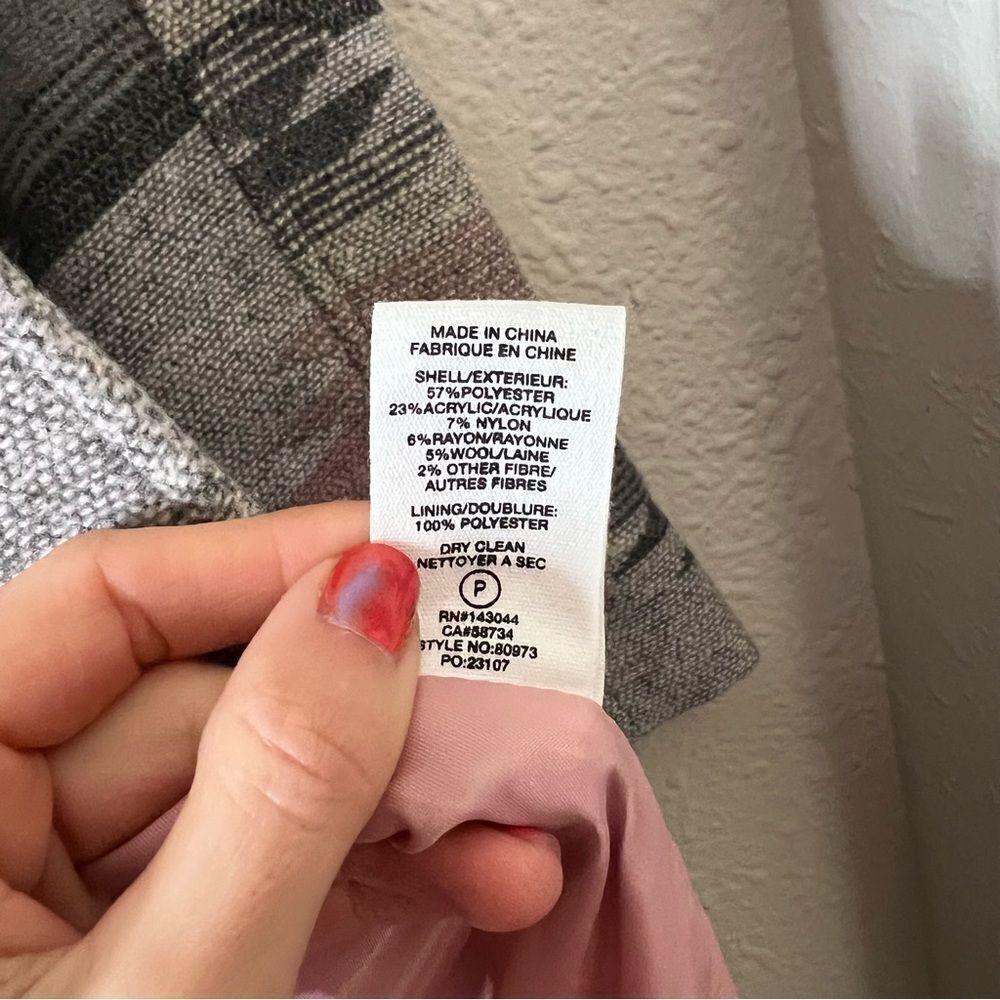 MADE IN CHINA
FABRIQUE EN CHINE
SHELL/EXTERIEUR:
57%POLYESTER
23%ACRYLIC/ACRYLIQUE
7% NYLON
6%RAYON/RAYONNE
5%WOOL/LAINE
2% OTHER FIBRE/
AUTRES FIBRES
LINING/DOUBLURE:
100% POLYESTER
DRY CLEAN
NETTOYER A SEC
P
RN#143044
CA#58734
STYLE NO:80973
PO:23107